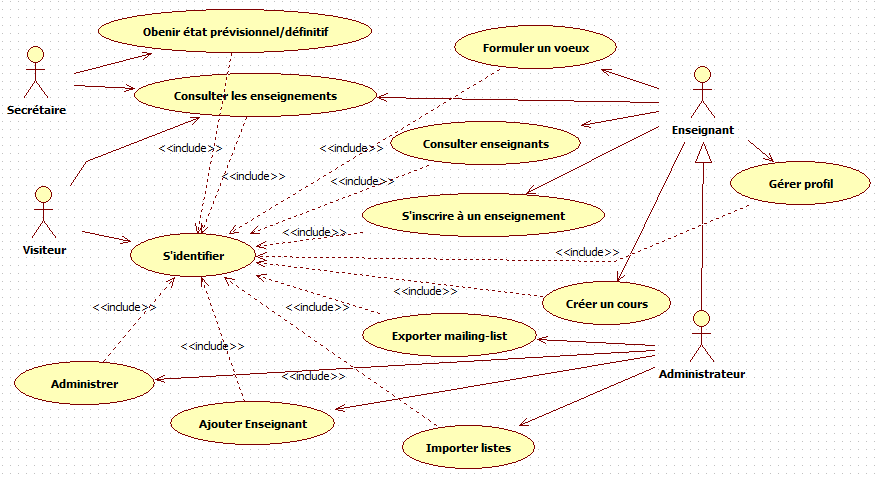 Obenir état prévisionnel/définitif
Formuler un voeux
Secrétaire
Consulter les enseignements
Enseignant
<<include>>
<<include>>
Consulter enseignants
<<include>>
<<include>>
Gérer profil
S'inscrire à un enseignement
Visiteur
<<include>>
S'identifier
<<include>>
<<include>>
Créer un cours
<<include>>
<<include>>
Exporter mailing-list
<<include>>
Administrateur
<<include>>
Administrer
Ajouter Enseignant
Importer listes